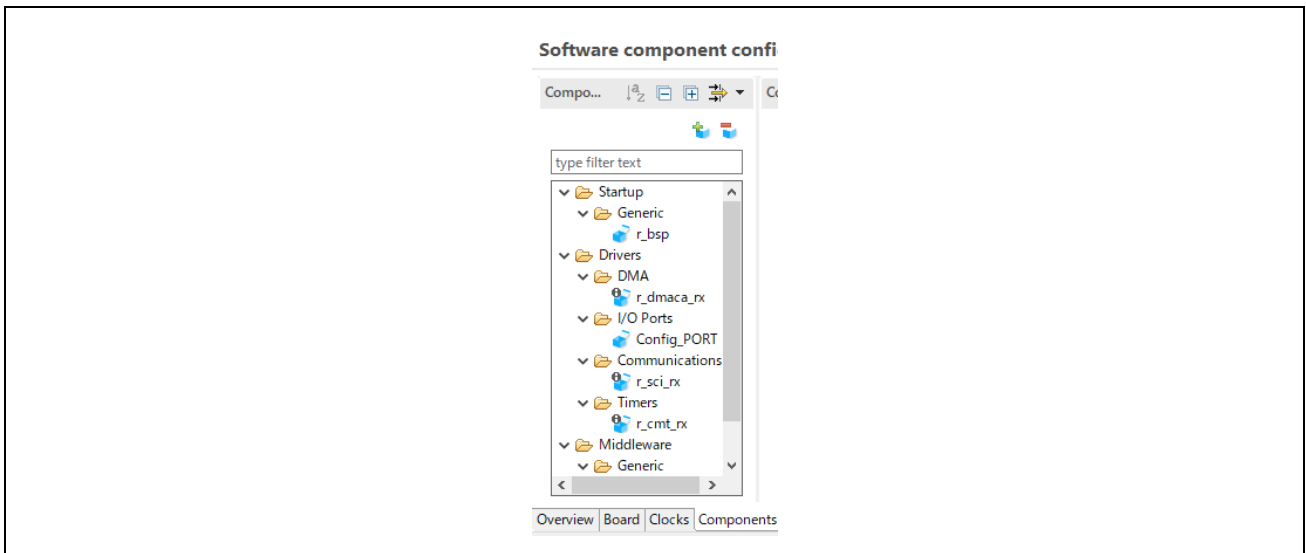 Software component confi
Compo...
type filter text
Startup
Generic
r_bsp
Drivers
DMA
r_dmaca_rx
I/O Ports
Config_PORT
Communications
r_sci_rx
Timers
r_cmt_rx
Middleware
Generic
Overview Board Clocks Components